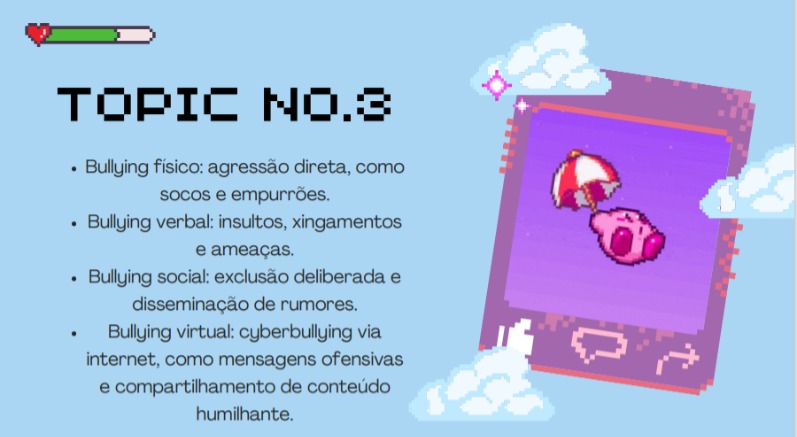 TOPIC NO.3
• Bullying físico: agressão direta, como
socos e empurrões.
• Bullying verbal: insultos, xingamentos
e ameaças.
• Bullying social: exclusão deliberada e
disseminação de rumores.
• Bullying virtual: cyberbullying via
internet, como mensagens ofensivas
e compartilhamento de conteúdo
humilhante.